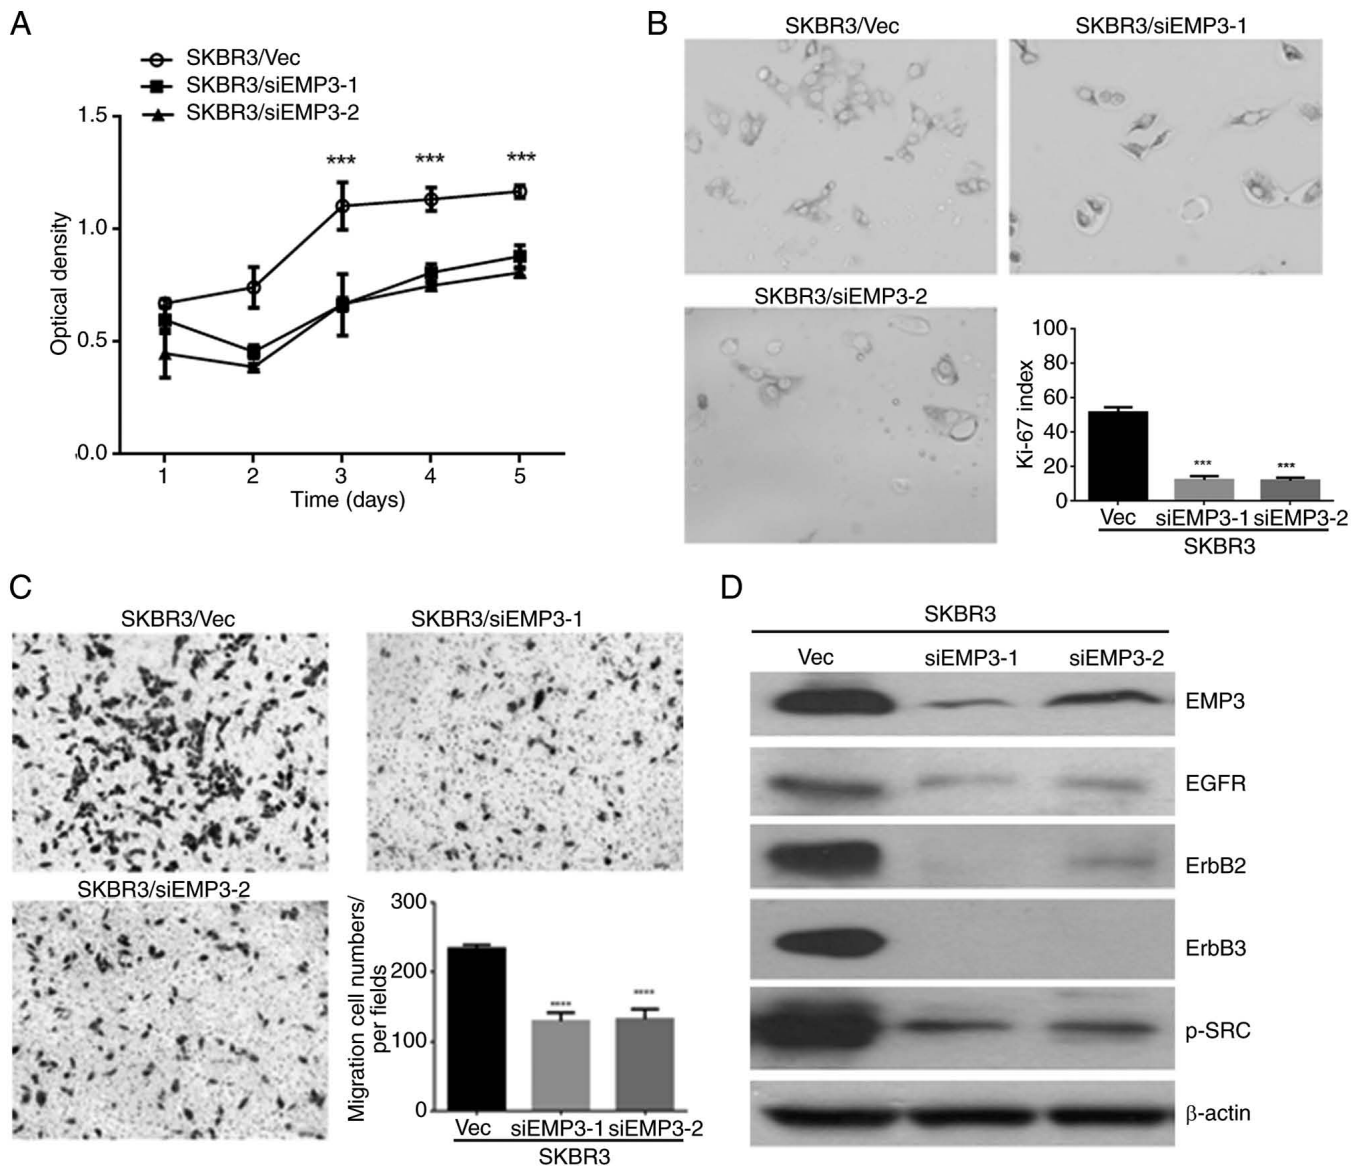 A
SKBR3/Vec
SKBR3/siEMP3-1
SKBR3/siEMP3-2
1.5
1.0
0.5
0.0
Optical density
*** *** ***
1 2 3 4 5
Time (days)
B
SKBR3/Vec
SKBR3/siEMP3-1
SKBR3/siEMP3-2
100
80
60
40
20
0
Ki-67 index
*** ***
Vec siEMP3-1 siEMP3-2
SKBR3
C
SKBR3/Vec
SKBR3/siEMP3-1
SKBR3/siEMP3-2
300
200
100
0
Migration cell numbers/
per fields
**** ****
Vec siEMP3-1 siEMP3-2
SKBR3
D
SKBR3
Vec siEMP3-1 siEMP3-2
EMP3
EGFR
ErbB2
ErbB3
p-SRC
β-actin